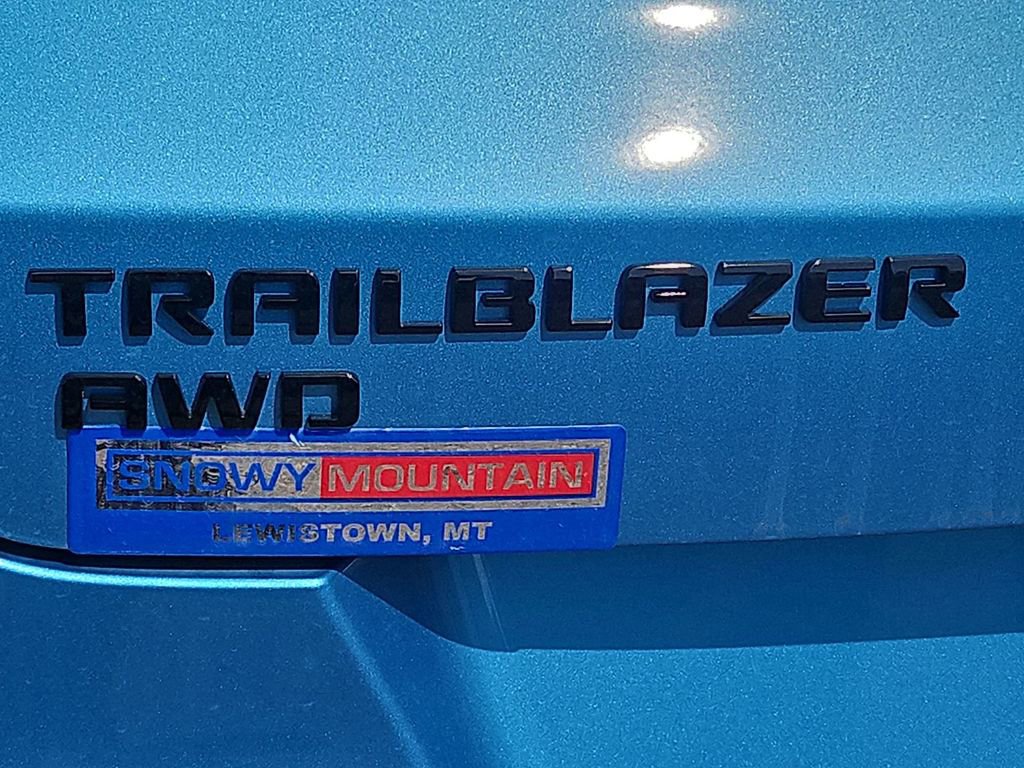 TRAILBLAZER
AWD
SNOWY MOUNTAIN
LEWISTOWN, MT